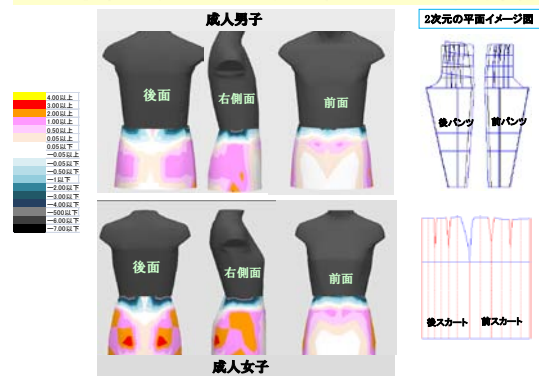 成人男子
2次元の平面イメージ図
後面
右側面
前面
後パンツ
前パンツ
4.00以上
3.00以上
2.00以上
1.00以上
0.50以上
0.05以上
0.05以下
−0.05以上
−0.05以下
−0.50以下
−1以下
−2.00以下
−3.00以下
−4.00以下
−500以下
−6.00以下
−7.00以下
後面
右側面
前面
後スカート
前スカート
成人女子